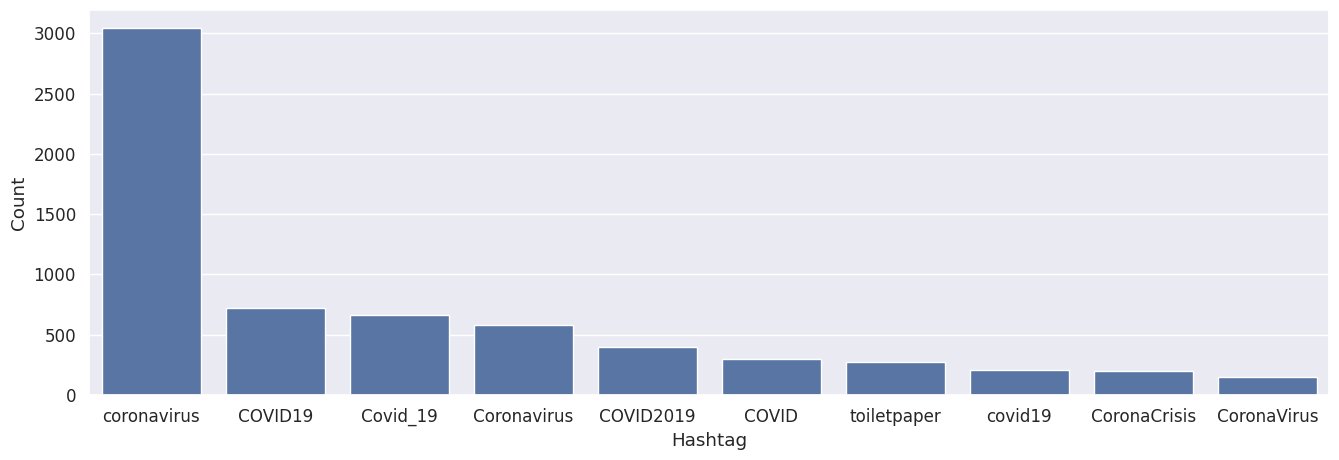 3000
2500
2000
1500
1000
500
0
Count
coronavirus COVID19 Covid_19 Coronavirus COVID2019 COVID toiletpaper covid19 CoronaCrisis CoronaVirus
Hashtag